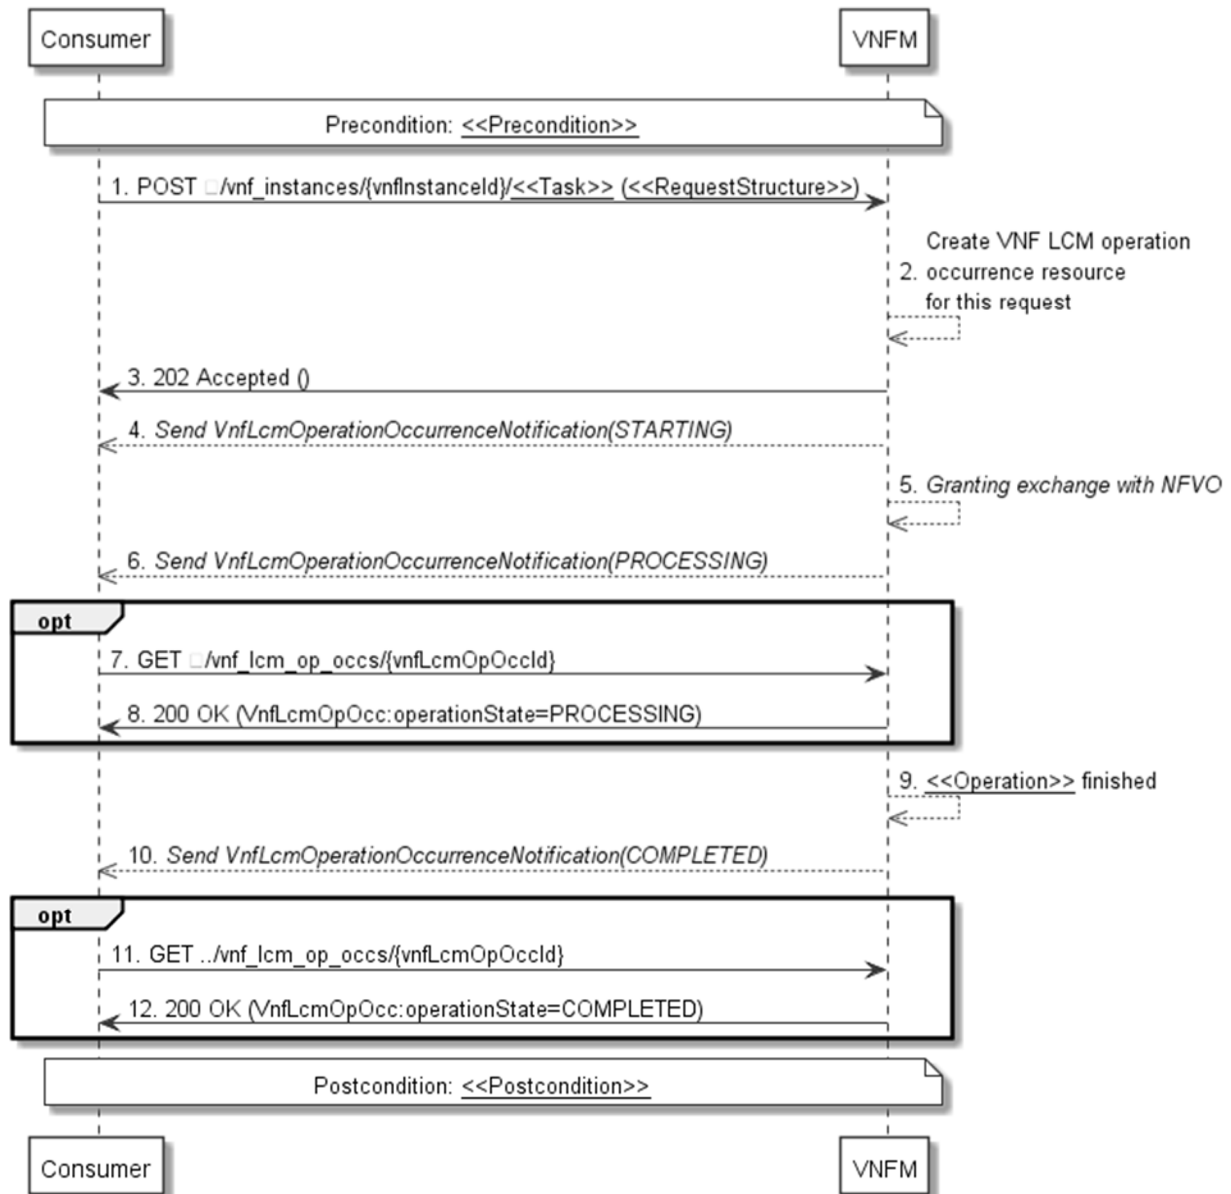 Consumer VNFM
Precondition: <<Precondition>>
1. POST □/vnf_instances/{vnfInstanceId}/<<Task>> (<<RequestStructure>>)
Create VNF LCM operation
2. occurrence resource
for this request
3. 202 Accepted ()
4. Send VnfLcmOperationOccurrenceNotification(STARTING)
5. Granting exchange with NFVO
6. Send VnfLcmOperationOccurrenceNotification(PROCESSING)
opt
7. GET □/vnf_lcm_op_occs/{vnfLcmOpOccId}
8. 200 OK (VnfLcmOpOcc:operationState=PROCESSING)
9. <<Operation>> finished
10. Send VnfLcmOperationOccurrenceNotification(COMPLETED)
opt
11. GET ../vnf_lcm_op_occs/{vnfLcmOpOccId}
12. 200 OK (VnfLcmOpOcc:operationState=COMPLETED)
Postcondition: <<Postcondition>>
Consumer VNFM